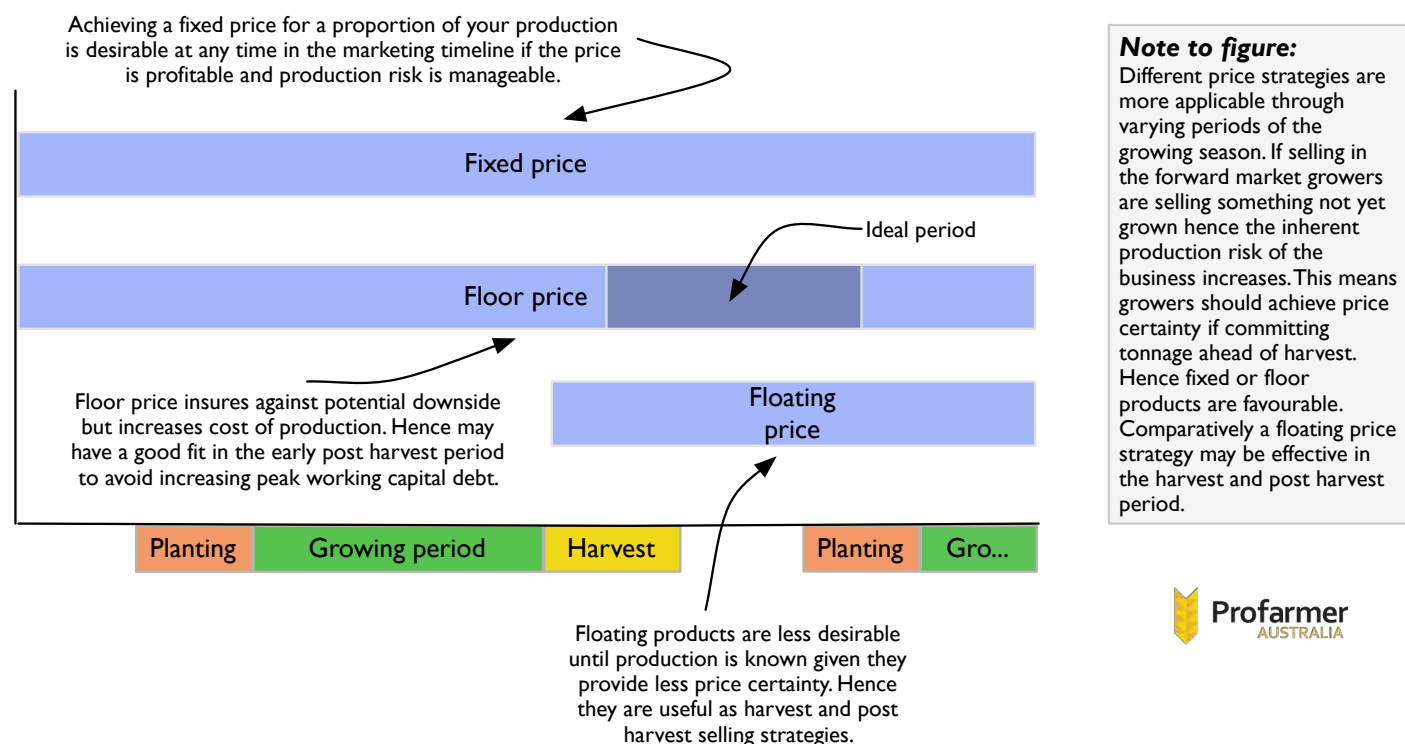 Achieving a fixed price for a proportion of your production
is desirable at any time in the marketing timeline if the price
is profitable and production risk is manageable.
Fixed price
Ideal period
Floor price
Floor price insures against potential downside
but increases cost of production. Hence may
have a good fit in the early post harvest period
to avoid increasing peak working capital debt.
Floating
price
Planting
Growing period
Harvest
Planting
Gro...
Floating products are less desirable
until production is known given they
provide less price certainty. Hence
they are useful as harvest and post
harvest selling strategies.
Note to figure:
Different price strategies are
more applicable through
varying periods of the
growing season. If selling in
the forward market growers
are selling something not yet
grown hence the inherent
production risk of the
business increases. This means
growers should achieve price
certainty if committing
tonnage ahead of harvest.
Hence fixed or floor
products are favourable.
Comparatively a floating price
strategy may be effective in
the harvest and post harvest
period.
Profarmer
AUSTRALIA